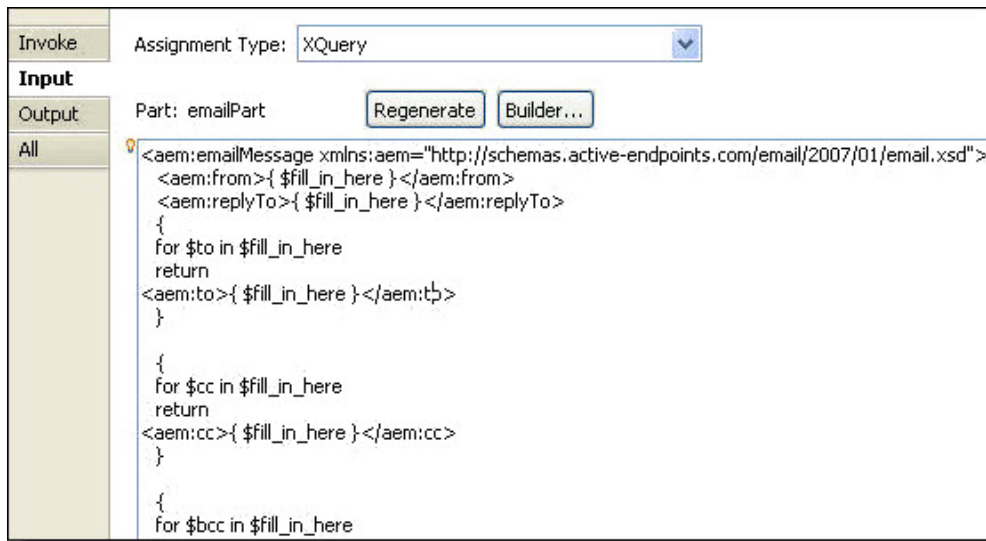 Invoke
Input
Output
All
Assignment Type: XQuery
Part: emailPart Regenerate Builder...
<aem:emailMessage xmlns:aem="http://schemas.active-endpoints.com/email/2007/01/email.xsd">
<aem:from>{ $fill_in_here }</aem:from>
<aem:replyTo>{ $fill_in_here }</aem:replyTo>
{
for $to in $fill_in_here
return
<aem:to>{ $fill_in_here }</aem:to>
}
{
for $cc in $fill_in_here
return
<aem:cc>{ $fill_in_here }</aem:cc>
}
{
for $bcc in $fill_in_here